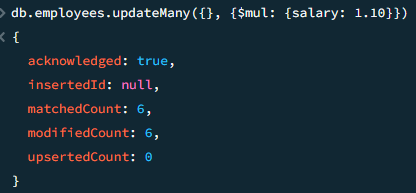 > db.employees.updateMany({}, {$mul: {salary: 1.10}})
< {
acknowledged: true,
insertedId: null,
matchedCount: 6,
modifiedCount: 6,
upsertedCount: 0
}